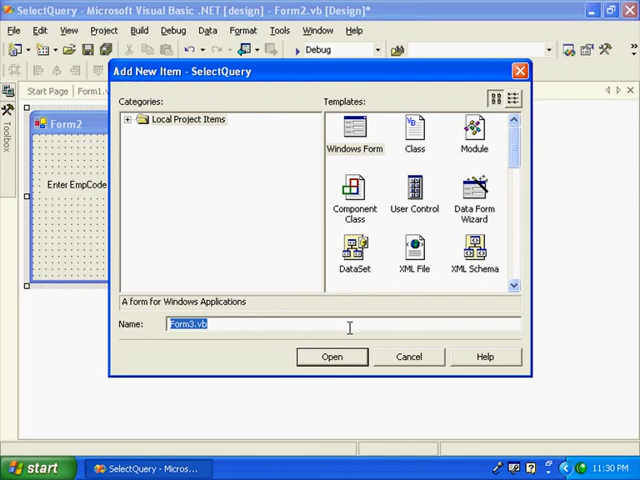 SelectQuery - Microsoft Visual Basic .NET [design] - Form2.vb [Design]*
File Edit View Project Build Debug Data Format Tools Window Help
Debug
Start Page Form1.v
Toolbox
Form2
Enter EmpCode
Add New Item - SelectQuery
Categories: Templates:
Local Project Items
Windows Form Class Module
Component Class User Control Data Form Wizard
DataSet XML File XML Schema
A form for Windows Applications
Name: Form3.vb
Open Cancel Help
start SelectQuery - Micros... 11:30 PM